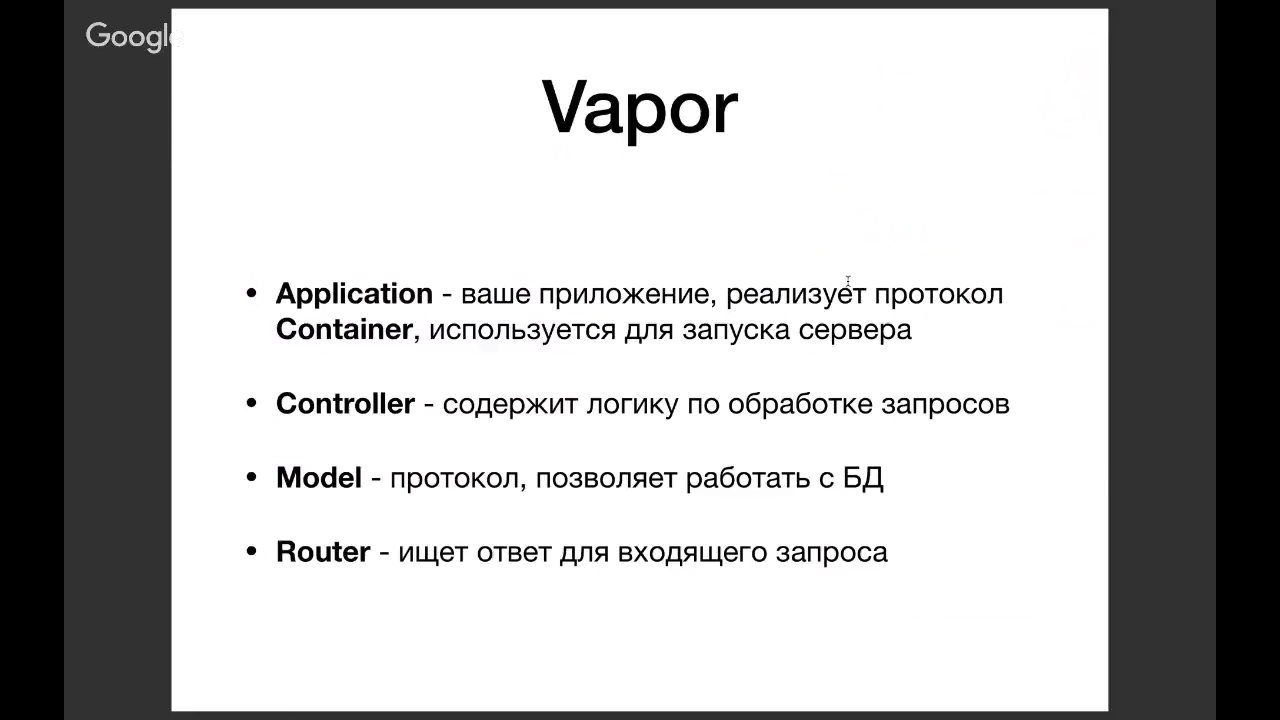 Google
Vapor
• Application - ваше приложение, реализует протокол
Container, используется для запуска сервера
• Controller - содержит логику по обработке запросов
• Model - протокол, позволяет работать с БД
• Router - ищет ответ для входящего запроса